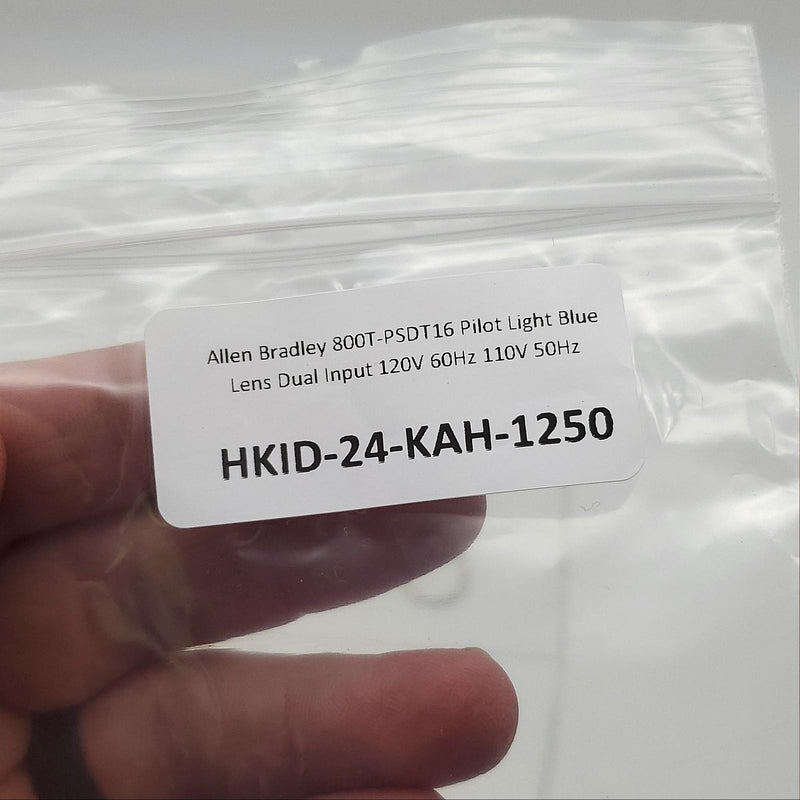 Allen Bradley 800T-PSDT16 Pilot Light Blue
Lens Dual Input 120V 60Hz 110V 50Hz
HKID-24-KAH-1250